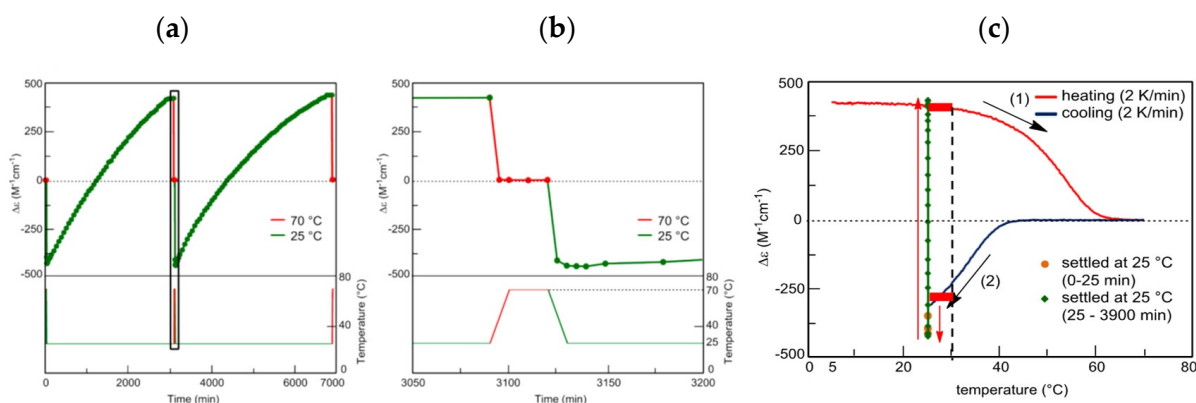 (a)
500
250
0
-250
-500
Δε (M⁻¹cm⁻¹)
70 °C
25 °C
80
40
0
Temperature (°C)
0
2000
4000
6000
7000
Time (min)
(b)
500
250
0
-250
-500
Δε (M⁻¹cm⁻¹)
70 °C
25 °C
80
70
40
25
0
Temperature (°C)
3050
3100
3150
3200
Time (min)
(c)
500
250
0
-250
-500
Δε (M⁻¹cm⁻¹)
(1)
heating (2 K/min)
cooling (2 K/min)
(2)
settled at 25 °C
(0-25 min)
settled at 25 °C
(25 - 3900 min)
0
5
20
40
60
80
temperature (°C)